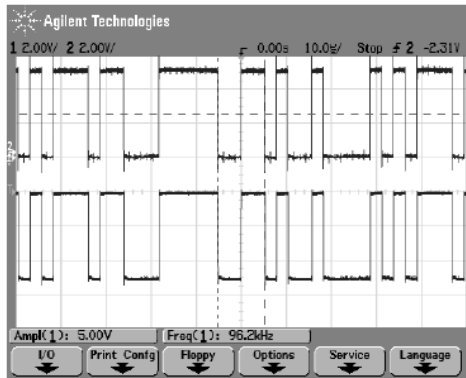 Agilent Technologies
1 2.00V/ 2 2.00V/ 0.00s 10.0g/ Stop 2 -2.31V
Ampl(1): 5.00V Freq(1): 96.2kHz
I/O Print Confg Floppy Options Service Language